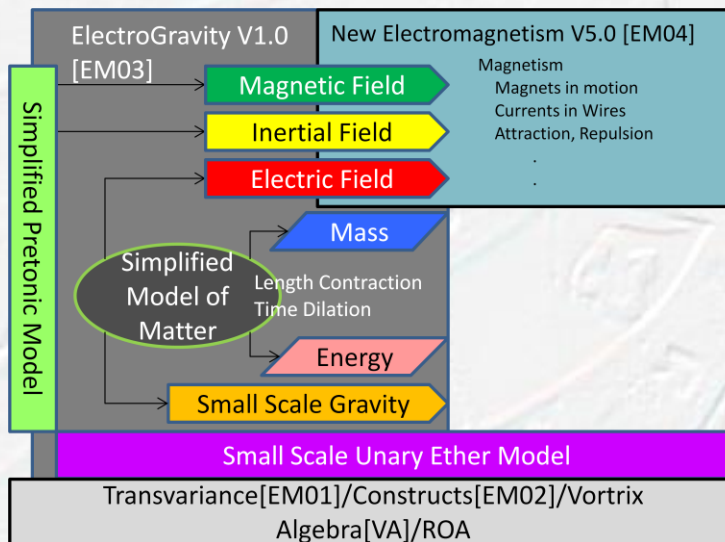 ElectroGravity V1.0
[EM03]
New Electromagnetism V5.0 [EM04]
Magnetism
Magnets in motion
Currents in Wires
Attraction, Repulsion
.
.
Simplified Pretonic Model
Magnetic Field
Inertial Field
Electric Field
Mass
Simplified
Model of
Matter
Length Contraction
Time Dilation
Energy
Small Scale Gravity
Small Scale Unary Ether Model
Transvariance[EM01]/Constructs[EM02]/Vortrix
Algebra[VA]/ROA